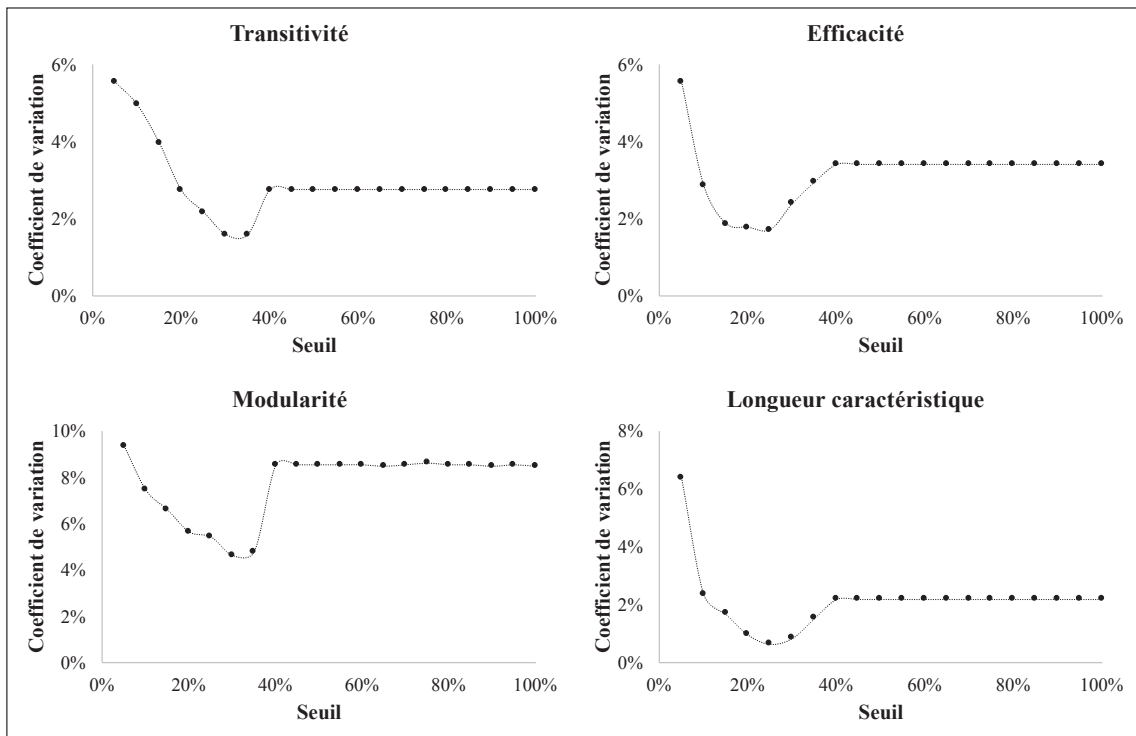 Transitivité
Coefficient de variation
6%
4%
2%
0%
0% 20% 40% 60% 80% 100%
Seuil
Efficacité
Coefficient de variation
6%
4%
2%
0%
0% 20% 40% 60% 80% 100%
Seuil
Modularité
Coefficient de variation
10%
8%
6%
4%
2%
0%
0% 20% 40% 60% 80% 100%
Seuil
Longueur caractéristique
Coefficient de variation
8%
6%
4%
2%
0%
0% 20% 40% 60% 80% 100%
Seuil